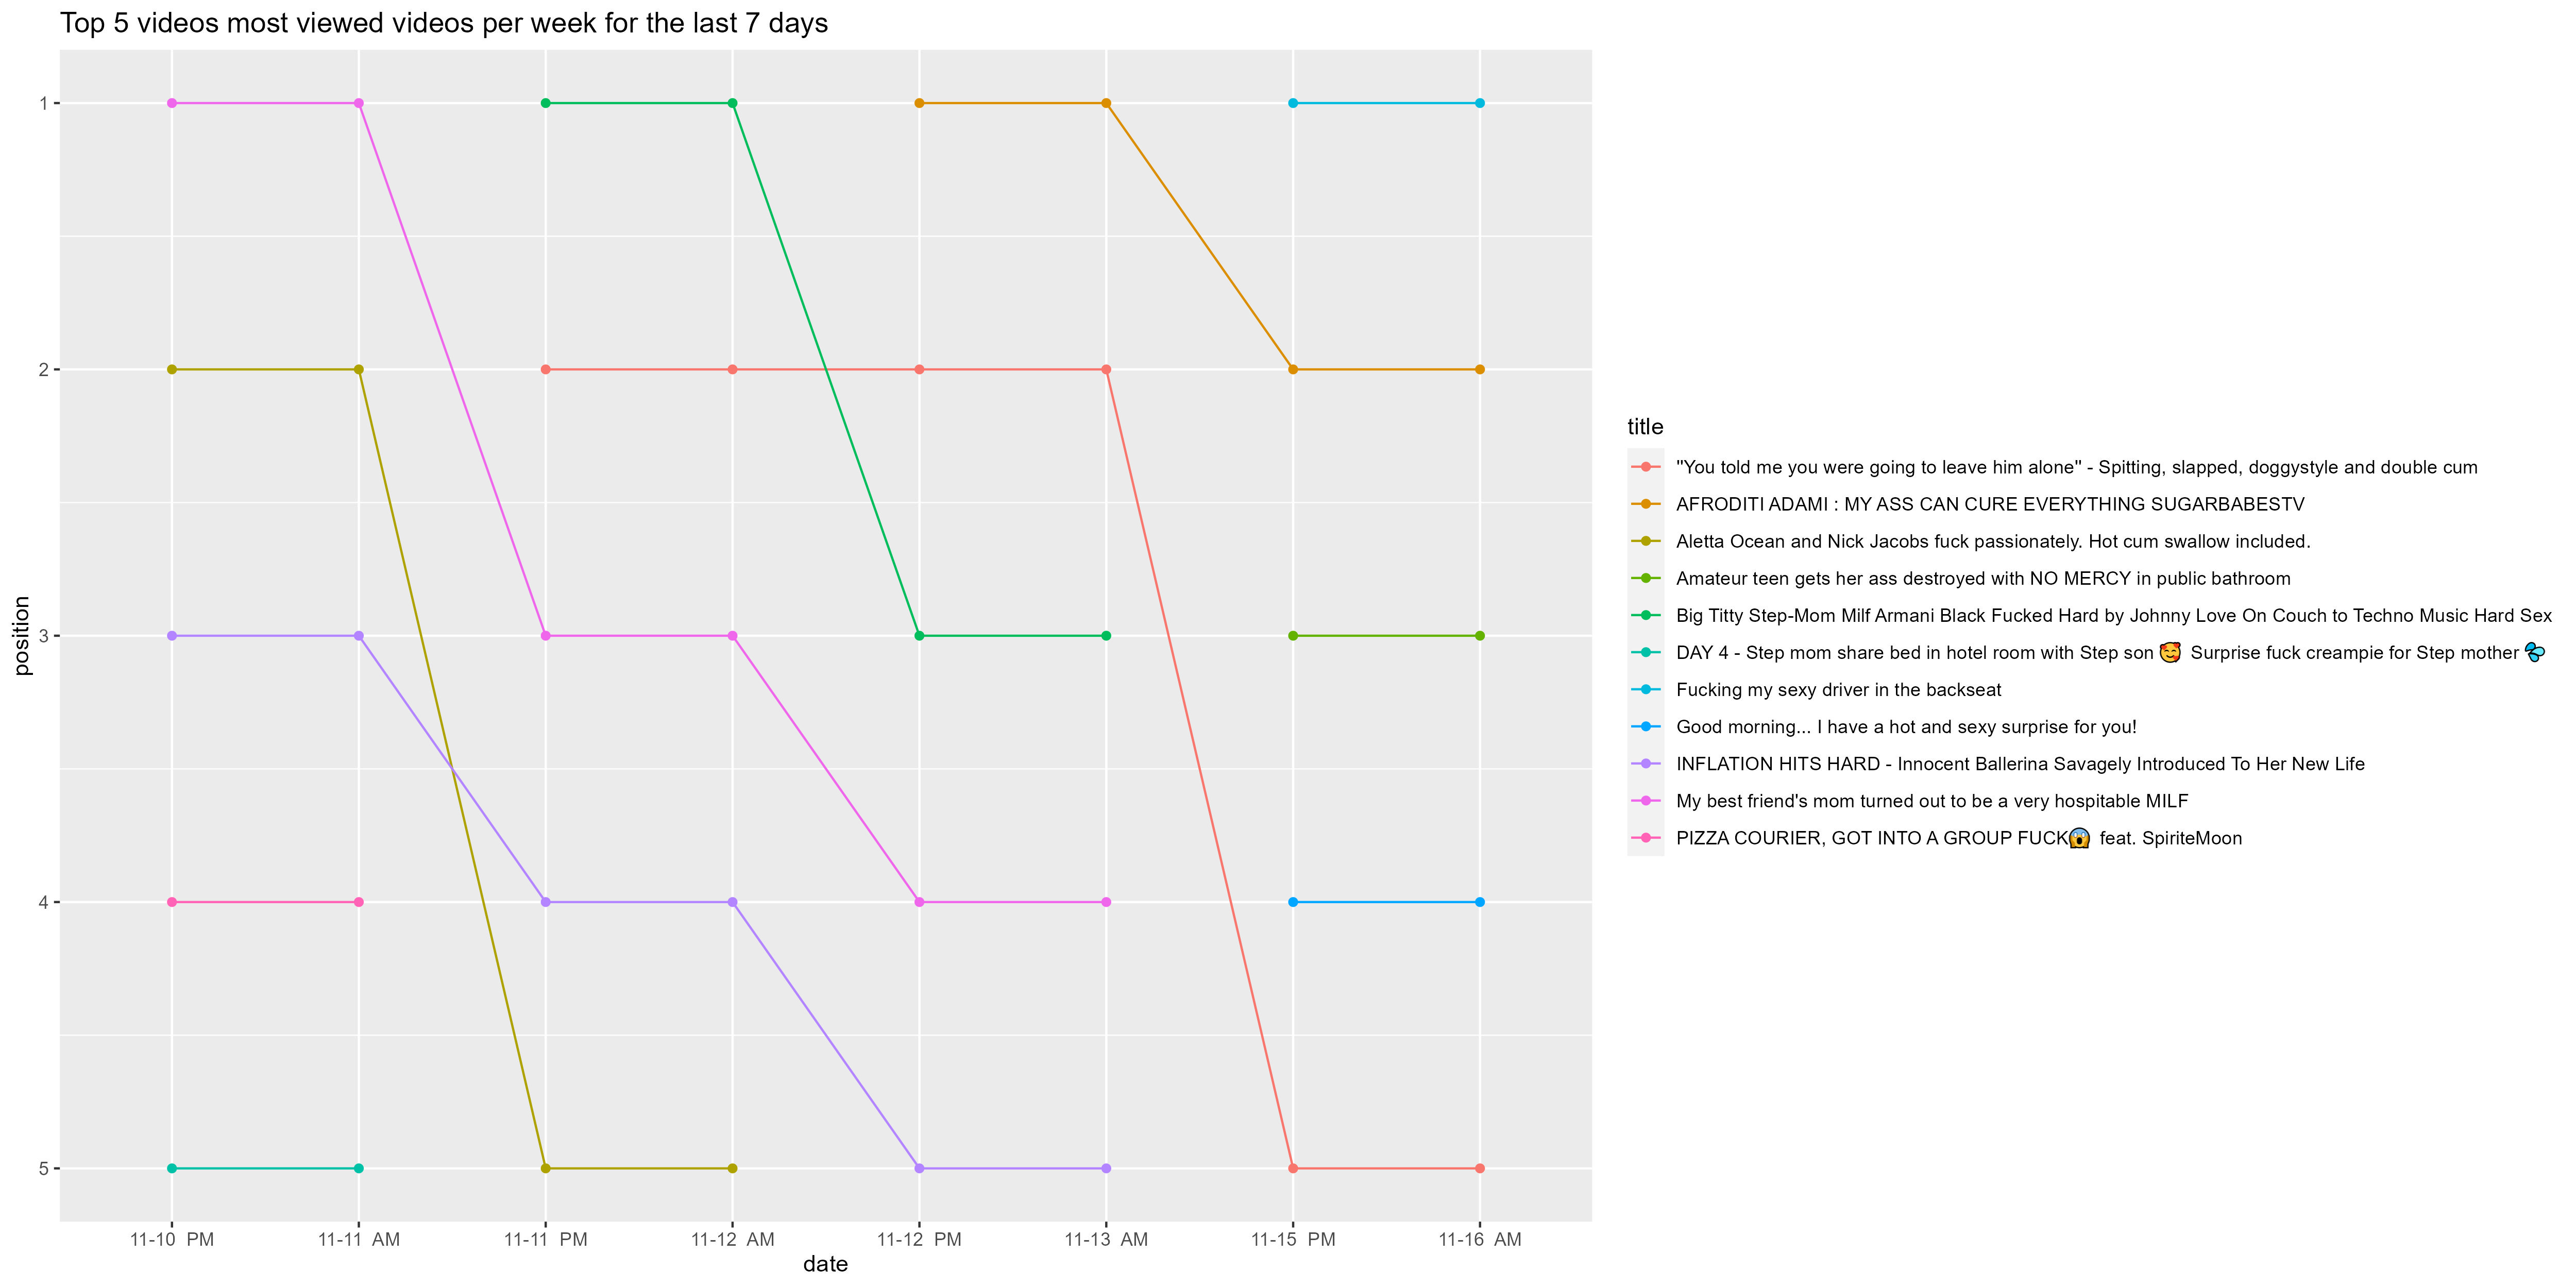 Top 5 videos most viewed videos per week for the last 7 days
position
1
2
3
4
5
11-10 PM
11-11 AM
11-11 PM
11-12 AM
11-12 PM
11-13 AM
11-15 PM
11-16 AM
date
title
"You told me you were going to leave him alone" - Spitting, slapped, doggystyle and double cum
AFRODITI ADAMI : MY ASS CAN CURE EVERYTHING SUGARBABESTV
Aletta Ocean and Nick Jacobs fuck passionately. Hot cum swallow included.
Amateur teen gets her ass destroyed with NO MERCY in public bathroom
Big Titty Step-Mom Milf Armani Black Fucked Hard by Johnny Love On Couch to Techno Music Hard Sex
DAY 4 - Step mom share bed in hotel room with Step son 🥰 Surprise fuck creampie for Step mother 💦
Fucking my sexy driver in the backseat
Good morning... I have a hot and sexy surprise for you!
INFLATION HITS HARD - Innocent Ballerina Savagely Introduced To Her New Life
My best friend's mom turned out to be a very hospitable MILF
PIZZA COURIER, GOT INTO A GROUP FUCK😱 feat. SpiriteMoon